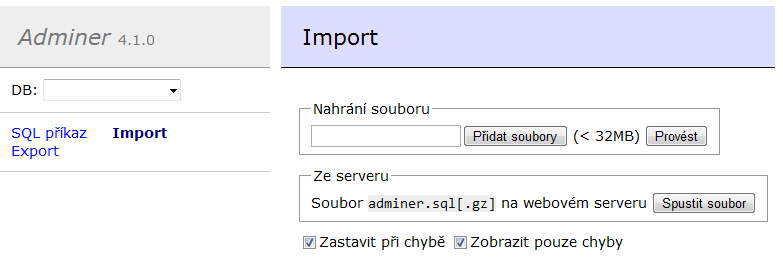 Adminer 4.1.0
DB:
SQL příkaz Import
Export
Import
Nahrání souboru
Přidat soubory (< 32MB) Provést
Ze serveru
Soubor adminer.sql[.gz] na webovém serveru Spustit soubor
Zastavit při chybě Zobrazit pouze chyby